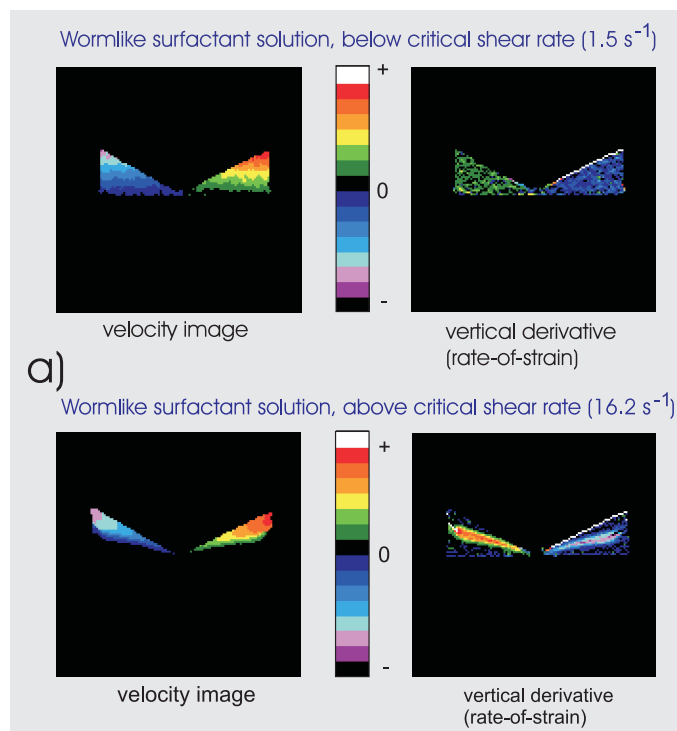 Wormlike surfactant solution, below critical shear rate (1.5 s⁻¹)
+
0
-
velocity image
vertical derivative
(rate-of-strain)
a)
Wormlike surfactant solution, above critical shear rate (16.2 s⁻¹)
+
0
-
velocity image
vertical derivative
(rate-of-strain)